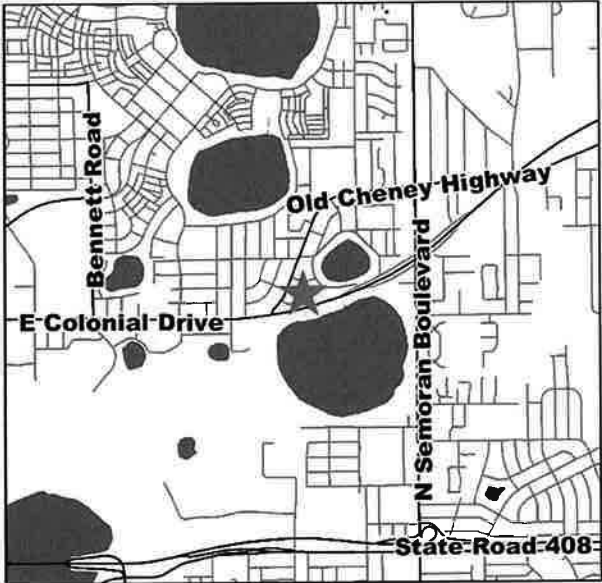 Bennett Road
Old Cheney Highway
E Colonial Drive
N Semoran Boulevard
State Road 408